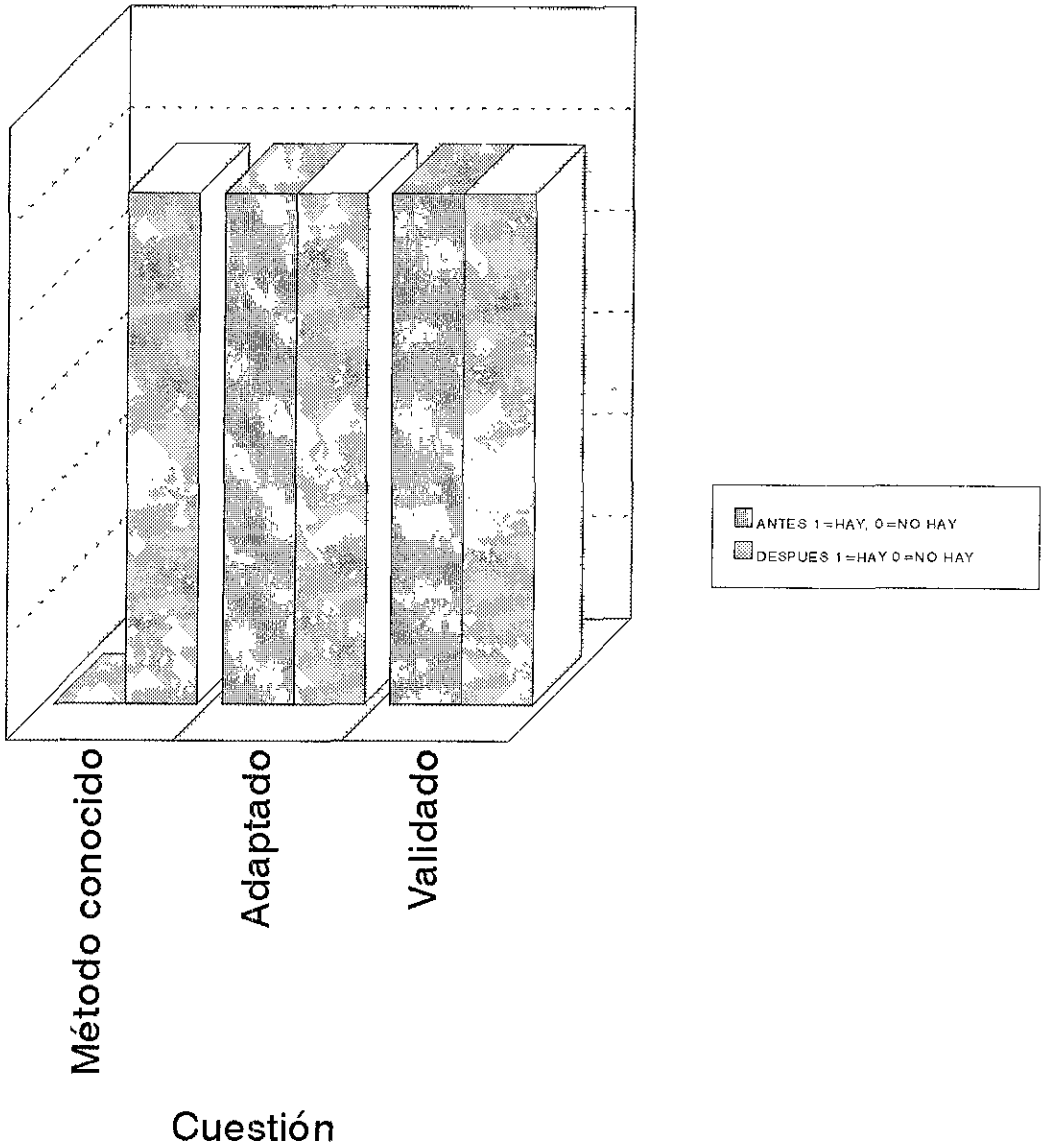 ANTES 1=HAY, 0=NO HAY
DESPUES 1=HAY 0=NO HAY
Método conocido
Adaptado
Validado
Cuestión